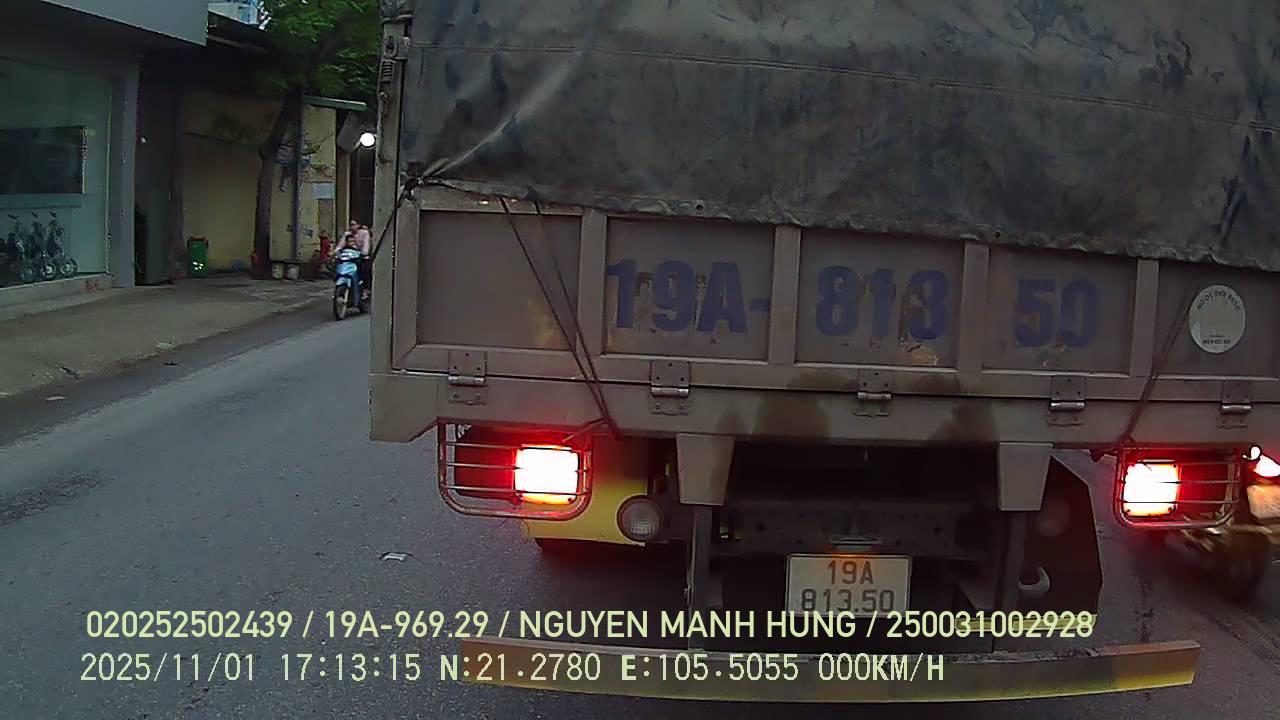 19A-
813
50
19A
813.50
020252502439 / 19A-969.29 / NGUYEN MANH HUNG / 250031002928
2025/11/01 17:13:15 N:21.2780 E:105.5055 000KM/H